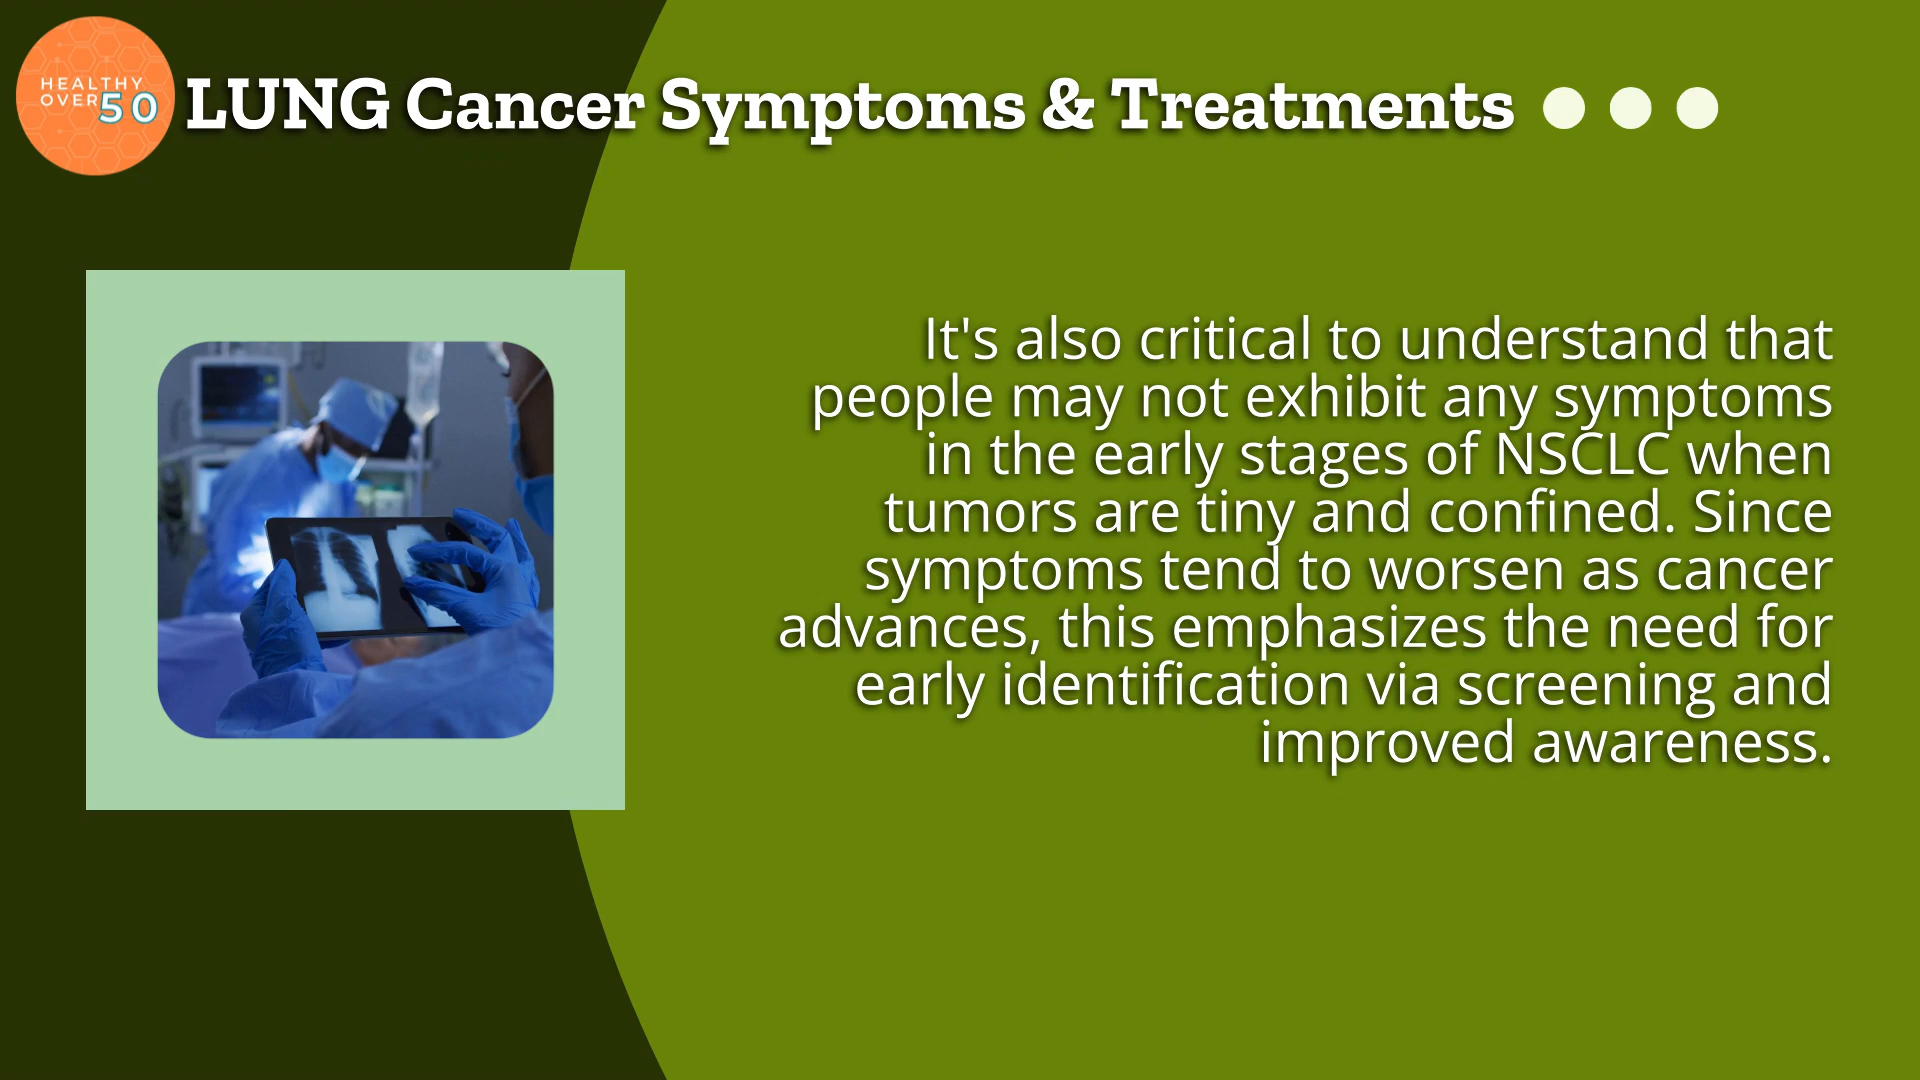 HEALTHY
OVER50
LUNG Cancer Symptoms & Treatments
It's also critical to understand that
people may not exhibit any symptoms
in the early stages of NSCLC when
tumors are tiny and confined. Since
symptoms tend to worsen as cancer
advances, this emphasizes the need for
early identification via screening and
improved awareness.